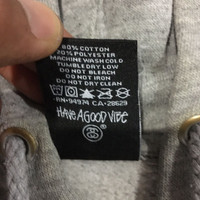 80% COTTON
20% POLYESTER
MACHINE WASH COLD
TUMBLE DRY LOW
DO NOT BLEACH
DO NOT IRON
DO NOT DRY CLEAN
RN-94974 CA-28629
HAVE A GOOD VIBE